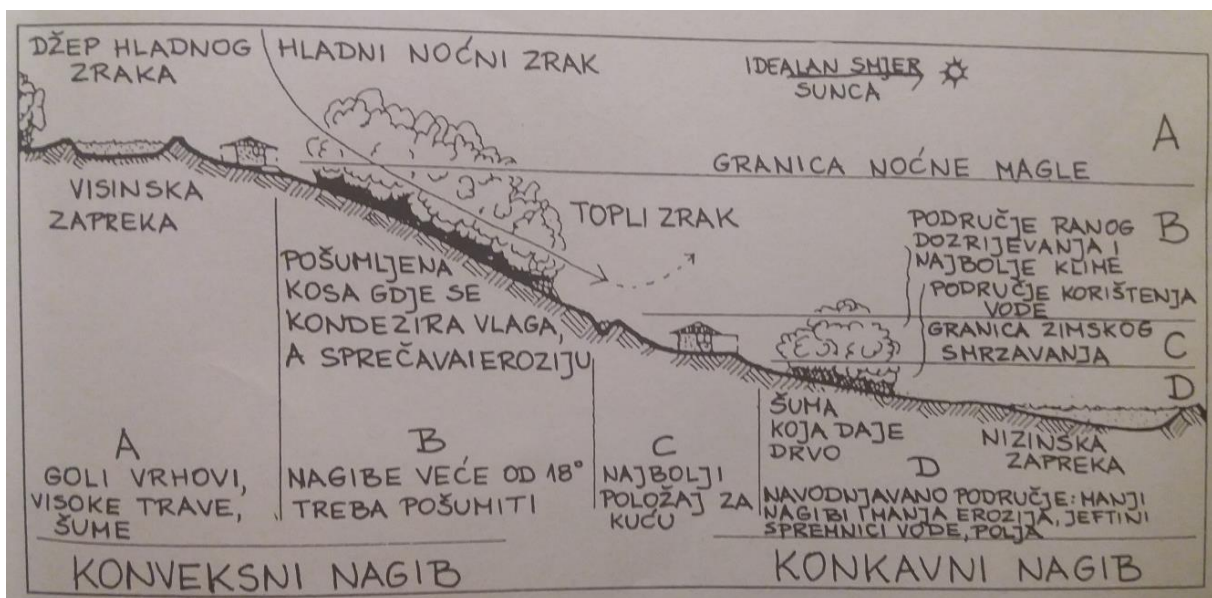 DŽEP HLADNOG
ZRAKA
HLADNI NOĆNI ZRAK
IDEALAN SMJER
SUNCA
A
GRANICA NOĆNE MAGLE
VISINSKA
ZAPREKA
TOPLI ZRAK
PODRUČJE RANOG
DOZRIJEVANJA I
NAJBOLJE KLIME
B
PODRUČJE KORIŠTENJA
VODE
POŠUMLJENA
KOSA GDJE SE
KONDEZIRA VLAGA,
A SPREČAVA I EROZIJU
GRANICA ZIMSKOG
SMRZAVANJA
C
D
ŠUMA
KOJA DAJE
DRVO
NIZINSKA
ZAPREKA
A
GOLI VRHOVI,
VISOKE TRAVE,
ŠUME
B
NAGIBE VEĆE OD 18°
TREBA POŠUMITI
C
NAJBOLJI
POLOŽAJ ZA
KUĆU
D
NAVODNJAVANO PODRUČJE: MANJI
NAGIBI I MANJA EROZIJA, JEFTINI
SPREMNICI VODE, POLJA
KONVEKSNI NAGIB
KONKAVNI NAGIB